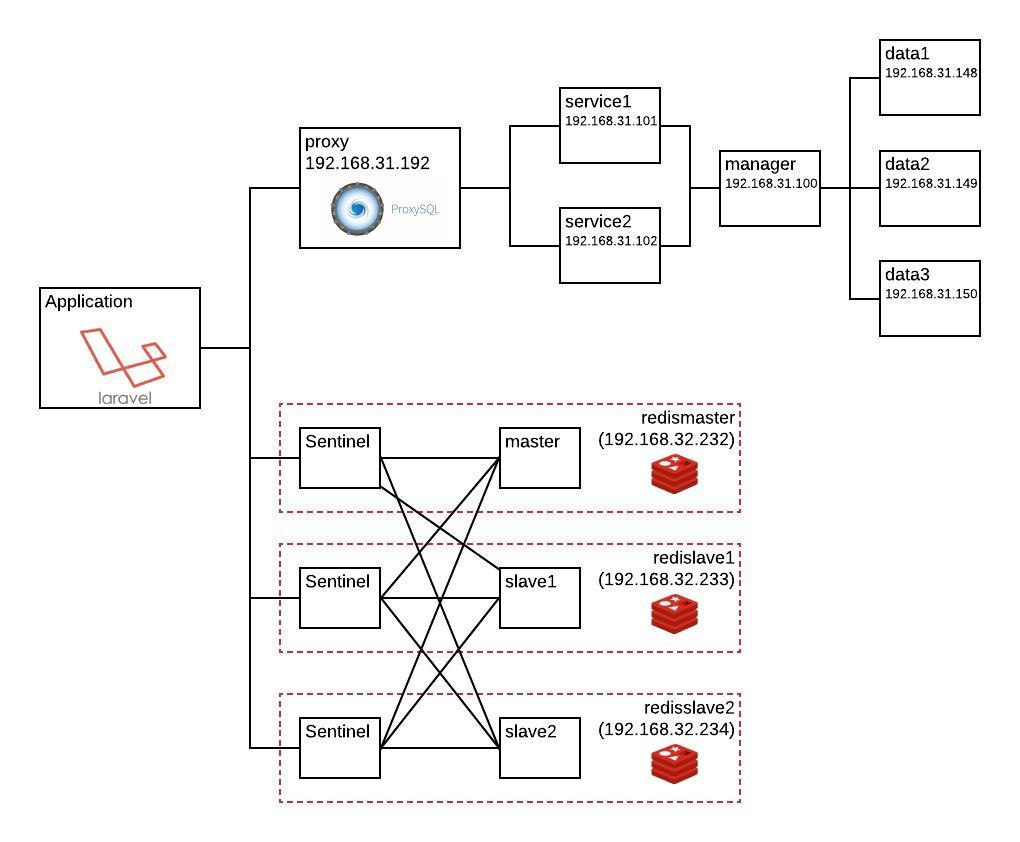 data1
192.168.31.148
service1
192.168.31.101
proxy
192.168.31.192
ProxySQL
manager
192.168.31.100
data2
192.168.31.149
service2
192.168.31.102
data3
192.168.31.150
Application
laravel
redismaster
(192.168.32.232)
Sentinel
master
redislave1
(192.168.32.233)
Sentinel
slave1
redisslave2
(192.168.32.234)
Sentinel
slave2